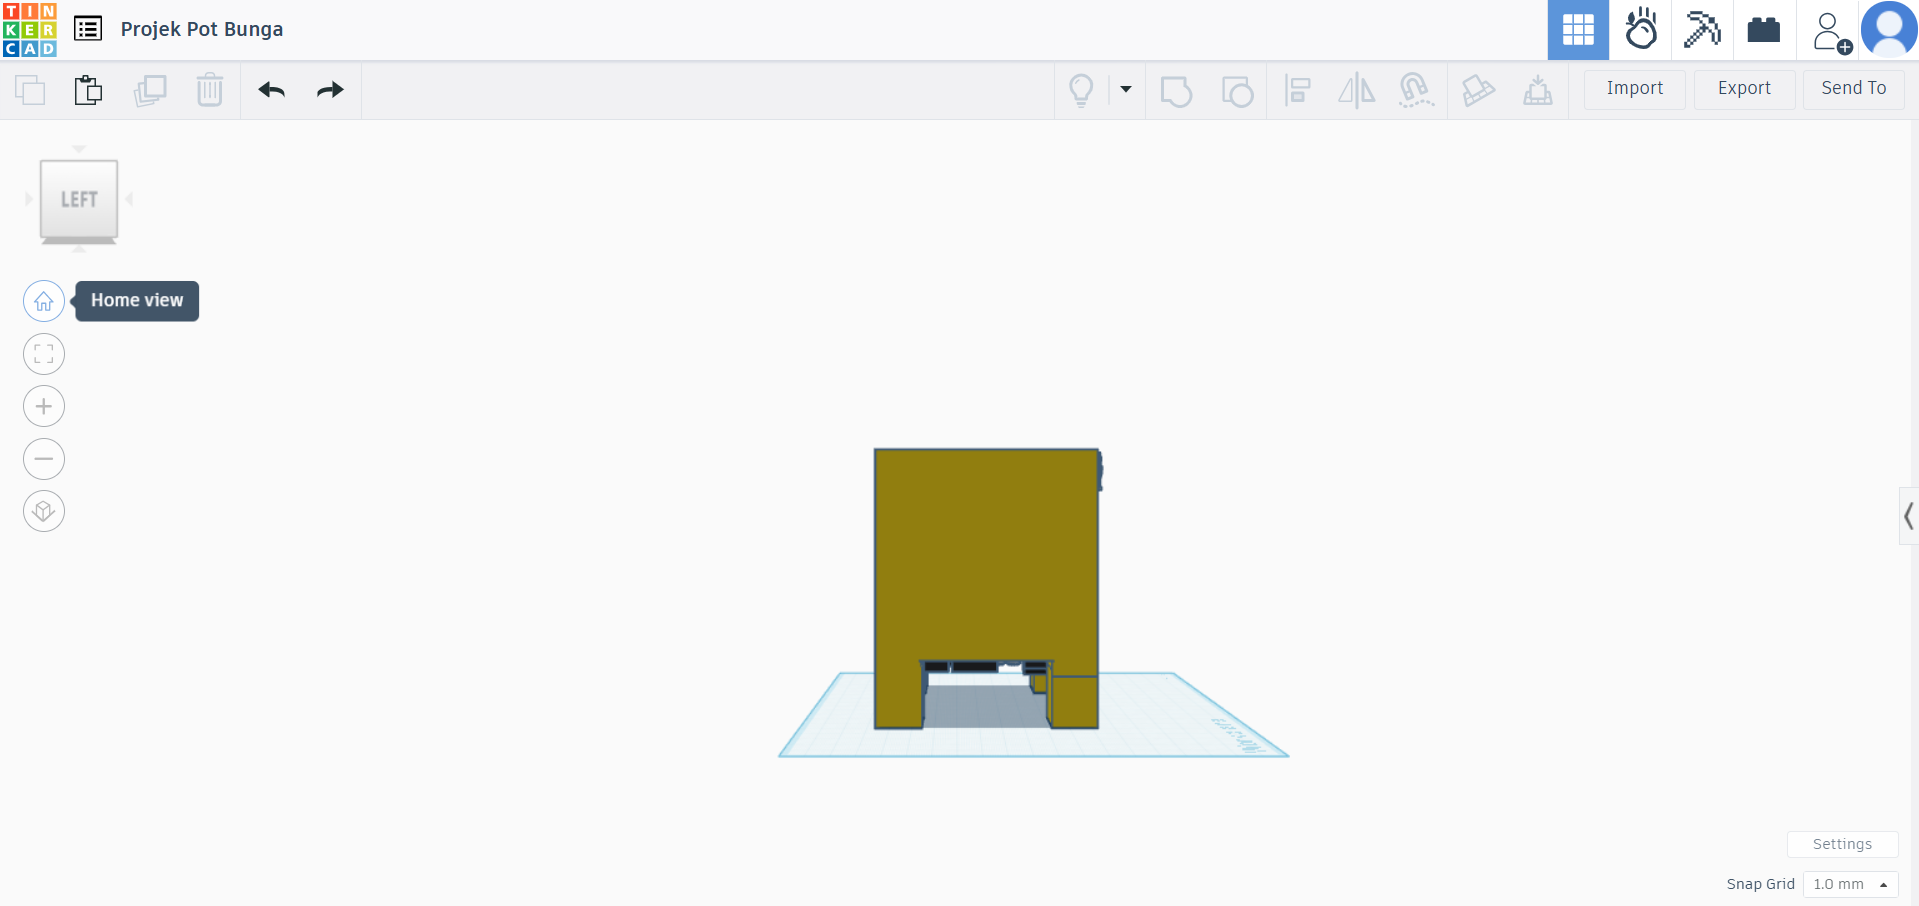 TIN
KER
CAD
Projek Pot Bunga
Import
Export
Send To
LEFT
Home view
Settings
Snap Grid
1.0 mm